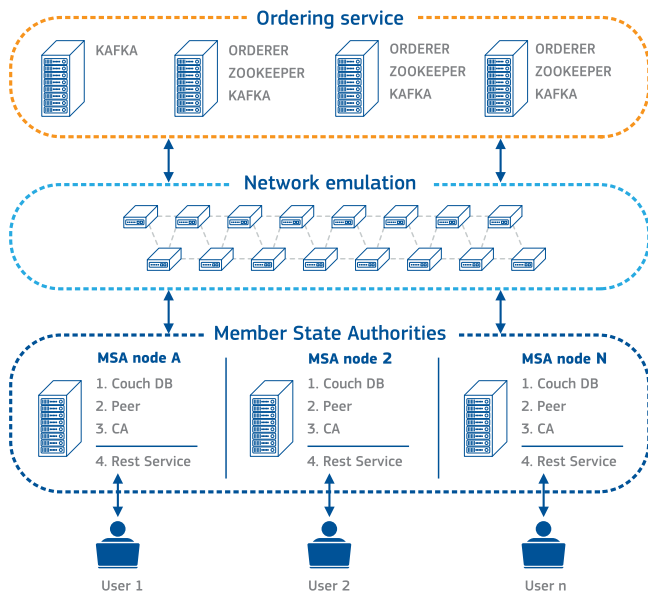 Ordering service
KAFKA
ORDERER
ZOOKEEPER
KAFKA
ORDERER
ZOOKEEPER
KAFKA
ORDERER
ZOOKEEPER
KAFKA
Network emulation
Member State Authorities
MSA node A
1. Couch DB
2. Peer
3. CA
4. Rest Service
MSA node 2
1. Couch DB
2. Peer
3. CA
4. Rest Service
MSA node N
1. Couch DB
2. Peer
3. CA
4. Rest Service
User 1
User 2
User n